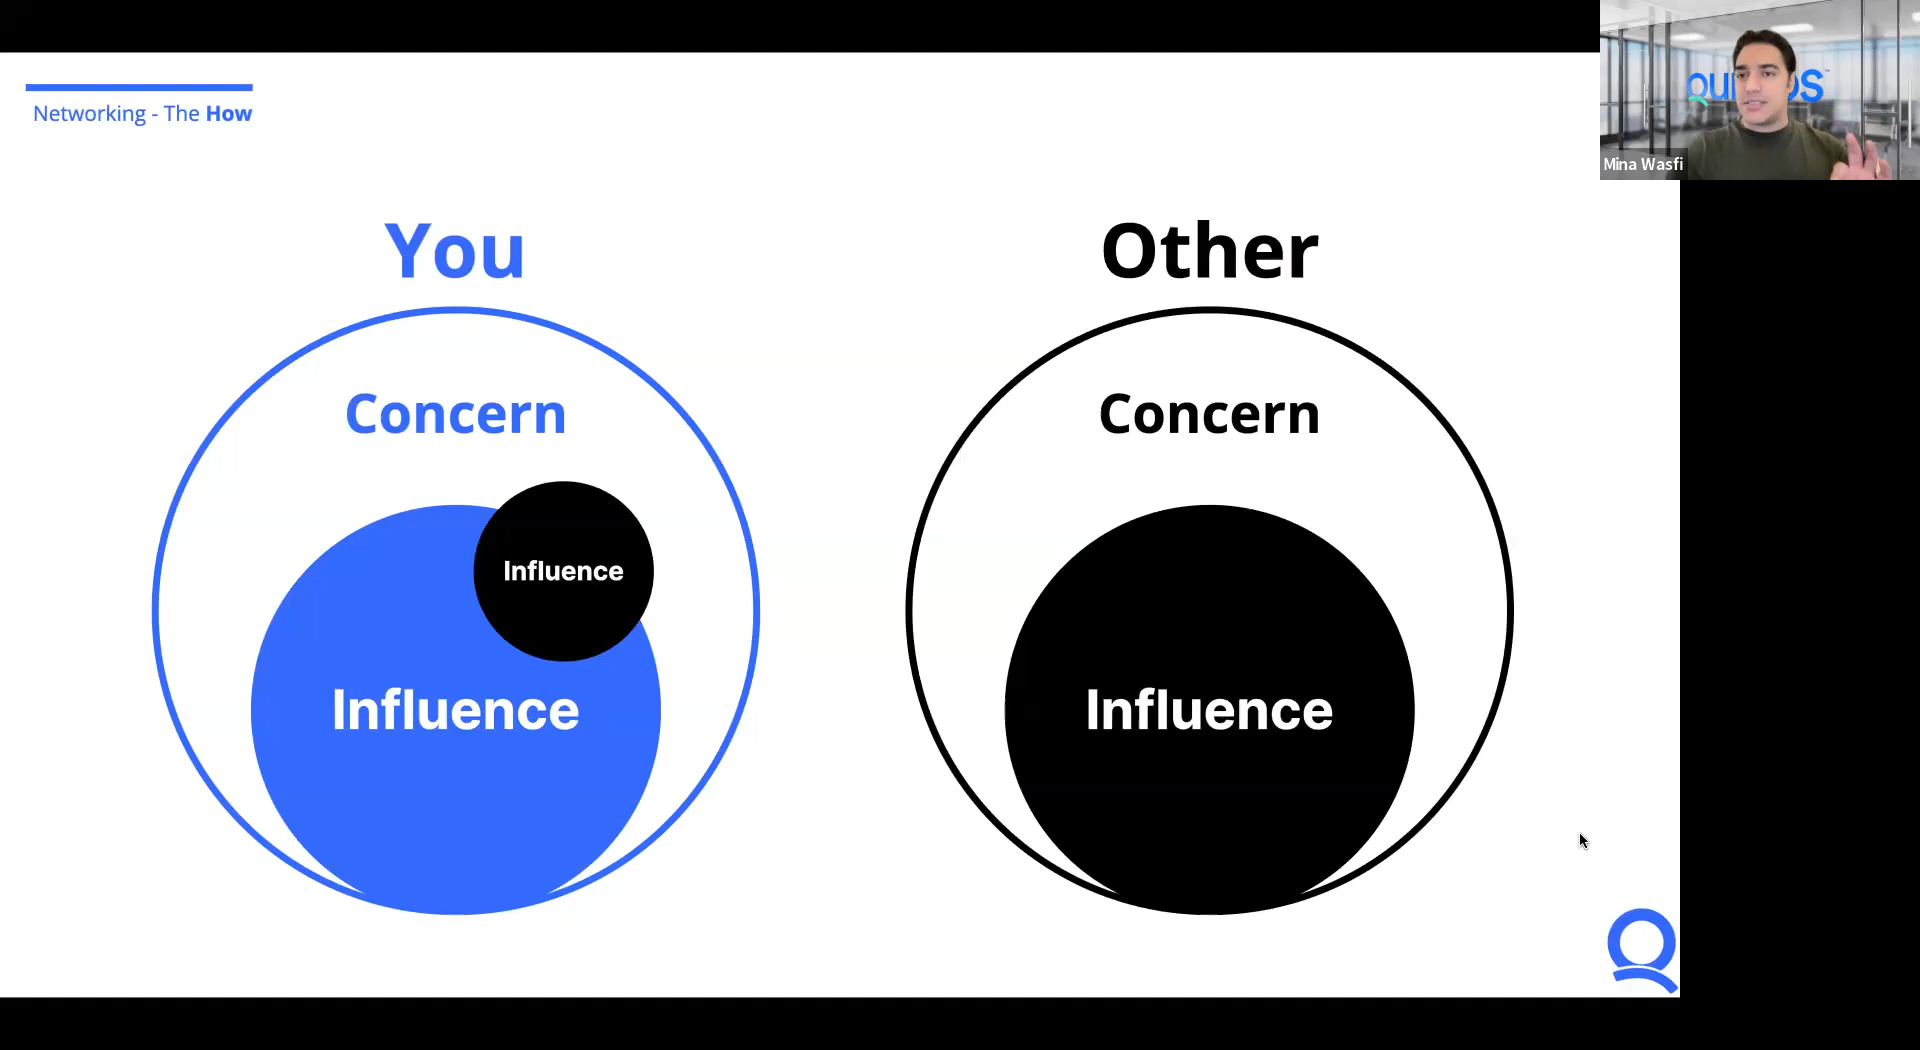 Networking - The How
Mina Wasfi
You
Other
Concern
Concern
Influence
Influence
Influence